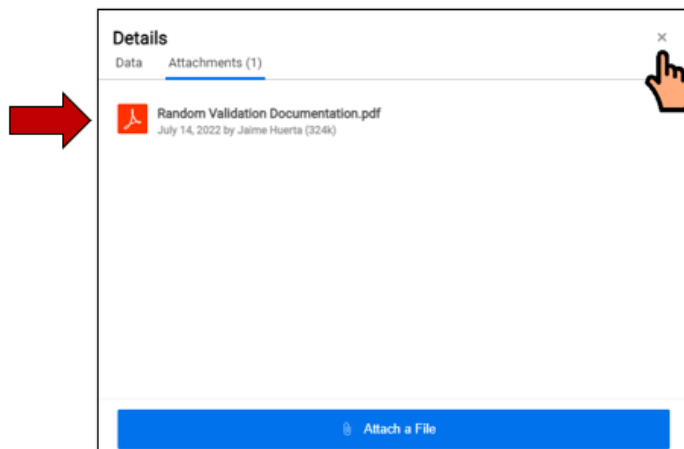 Details
Data Attachments (1)
Random Validation Documentation.pdf
July 14, 2022 by Jaime Huerta (324k)
Attach a File